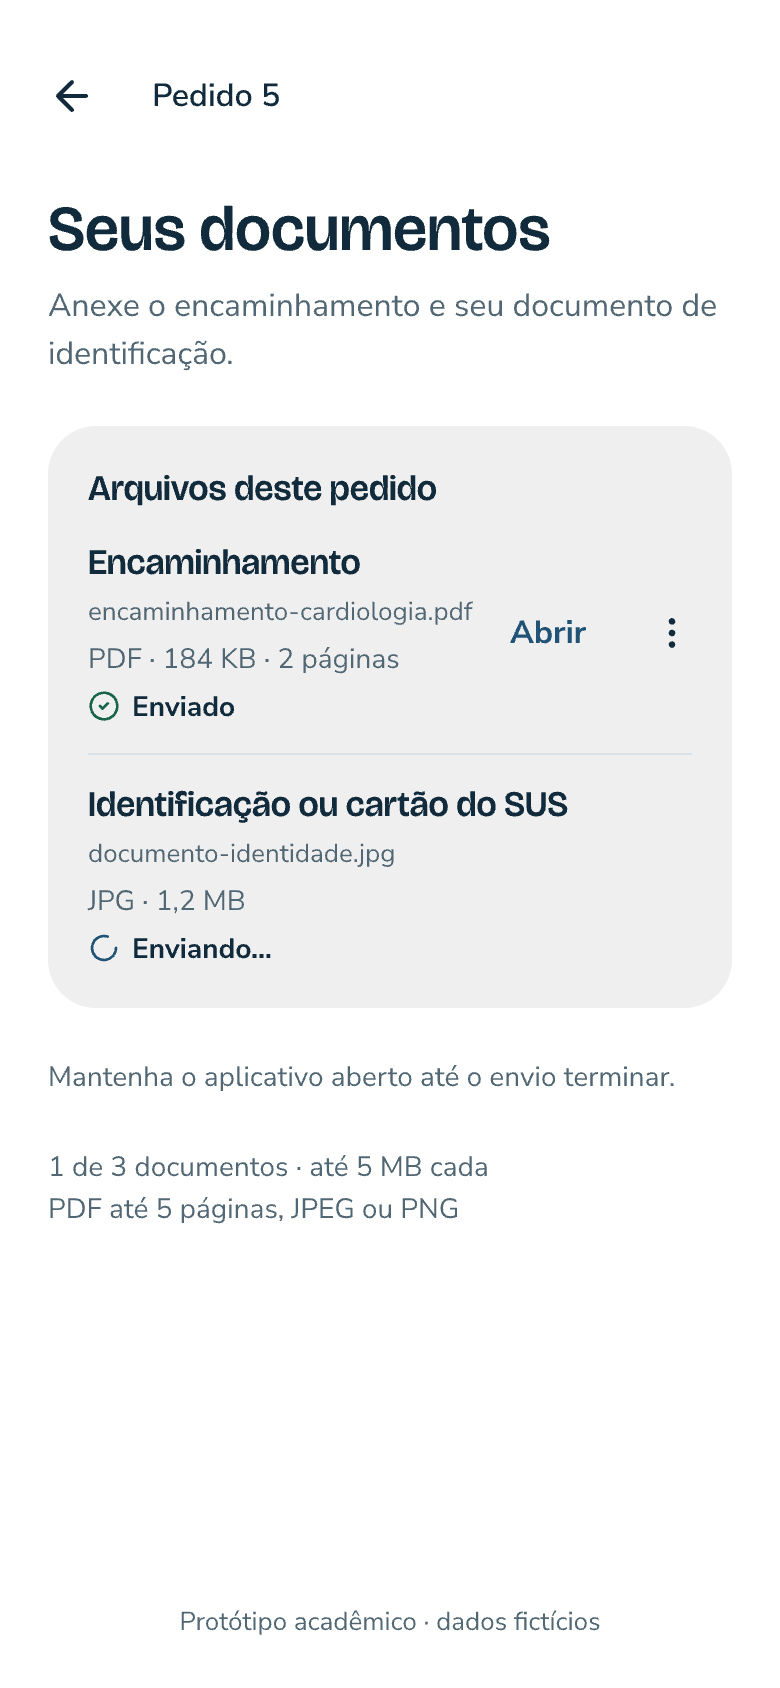 Pedido 5
Seus documentos
Anexe o encaminhamento e seu documento de
identificação.
Arquivos deste pedido
Encaminhamento
encaminhamento-cardiologia.pdf
PDF · 184 KB · 2 páginas
Enviado
Abrir
Identificação ou cartão do SUS
documento-identidade.jpg
JPG · 1,2 MB
Enviando...
Mantenha o aplicativo aberto até o envio terminar.
1 de 3 documentos · até 5 MB cada
PDF até 5 páginas, JPEG ou PNG
Protótipo acadêmico · dados fictícios